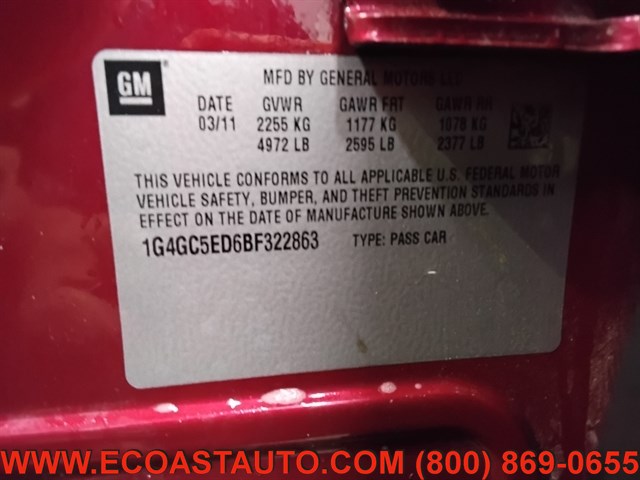 GM
MFD BY GENERAL MOTORS LLC
DATE GVWR GAWR FRT GAWR RR
03/11 2255 KG 1177 KG 1078 KG
4972 LB 2595 LB 2377 LB
THIS VEHICLE CONFORMS TO ALL APPLICABLE U.S. FEDERAL MOTOR
VEHICLE SAFETY, BUMPER, AND THEFT PREVENTION STANDARDS IN
EFFECT ON THE DATE OF MANUFACTURE SHOWN ABOVE.
1G4GC5ED6BF322863 TYPE: PASS CAR
WWW.ECOASTAUTO.COM (800) 869-0655